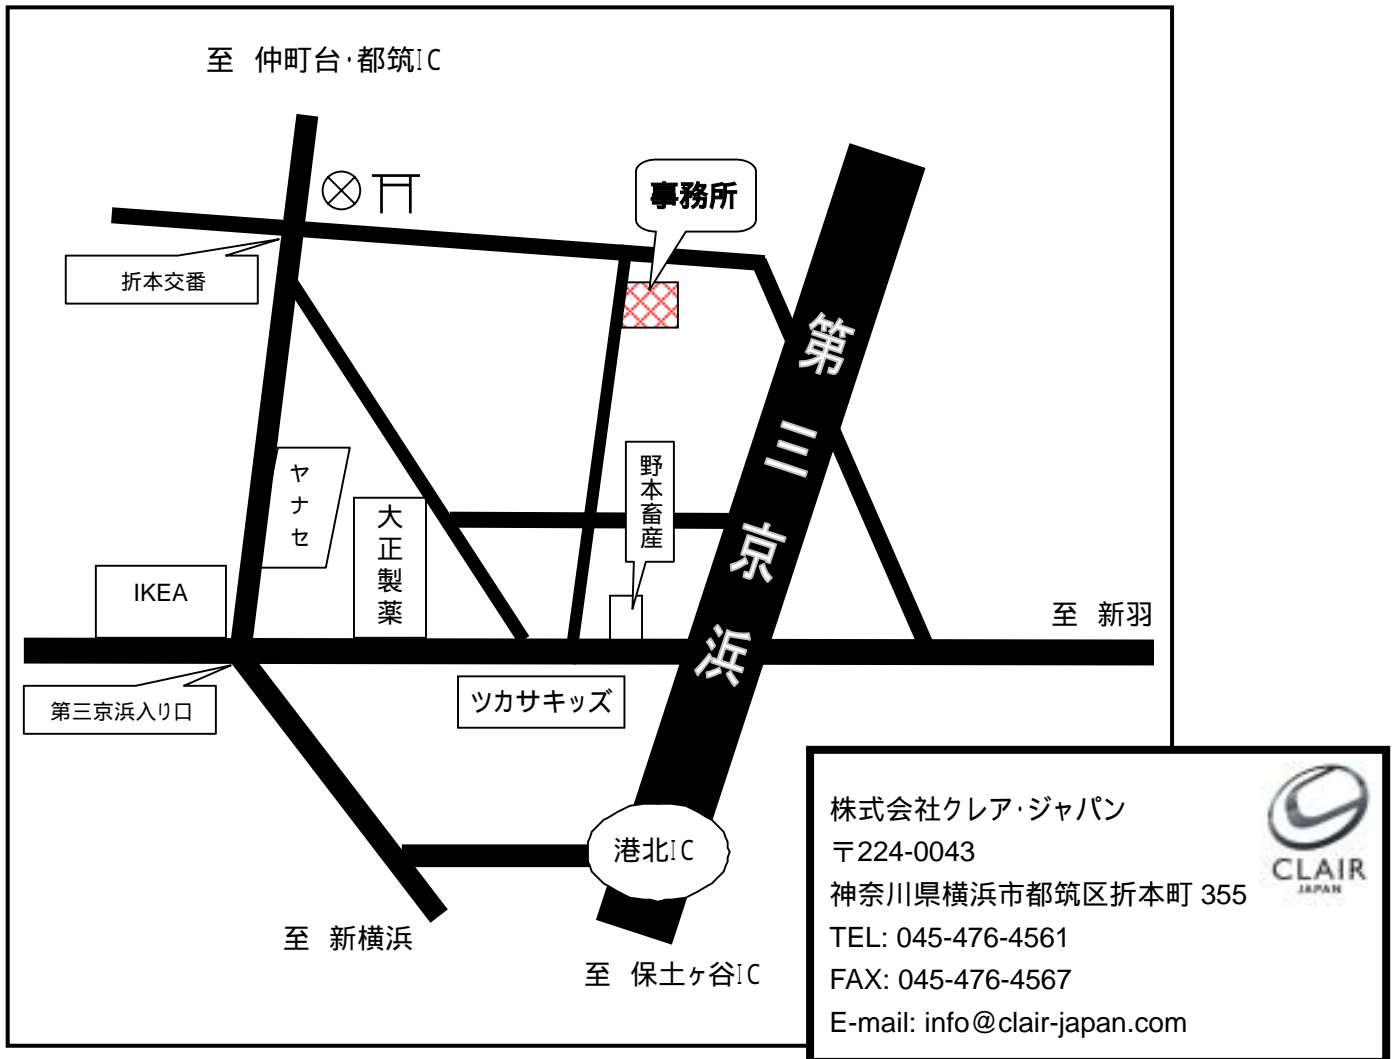 至 仲町台・都筑IC
事務所
折本交番
第三京浜
ヤナセ
大正製薬
野本畜産
IKEA
至 新羽
第三京浜入り口
ツカサキッズ
港北IC
至 新横浜
至 保土ヶ谷IC
株式会社クレア・ジャパン
〒224-0043
神奈川県横浜市都筑区折本町 355
TEL: 045-476-4561
FAX: 045-476-4567
E-mail: info@clair-japan.com
CLAIR
JAPAN